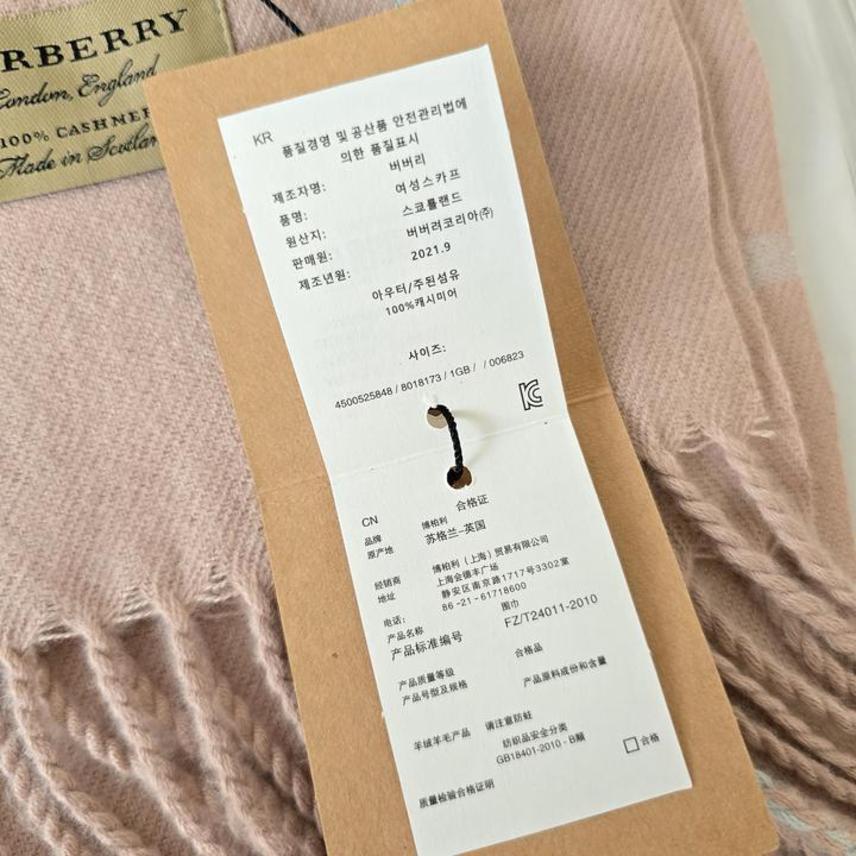 RBERRY
London, England
100% CASHMER
Made in Scotlan
KR
품질경영 및 공산품 안전관리법에
의한 품질표시
제조자명: 버버리
품명: 여성스카프
원산지: 스쿄틀랜드
판매원: 버버려코리아(주)
제조년원: 2021.9
아우터/주된섬유
100%캐시미어
사이즈:
4500525848 / 8018173 / 1GB / / 006823
CN 合格证
品牌 博柏利
原产地 苏格兰-英国
经销商 博柏利（上海）贸易有限公司
地址 上海会德丰广场
静安区南京路1717号3302室
电话: 86-21-61718600
产品名称 围巾
产品标准编号 FZ/T24011-2010
产品质量等级 合格品
产品号型及规格 产品原料成份和含量
羊绒羊毛产品 请注意防蛀
纺织品安全分类
GB18401-2010 - B顺
合格
质量检验合格证明